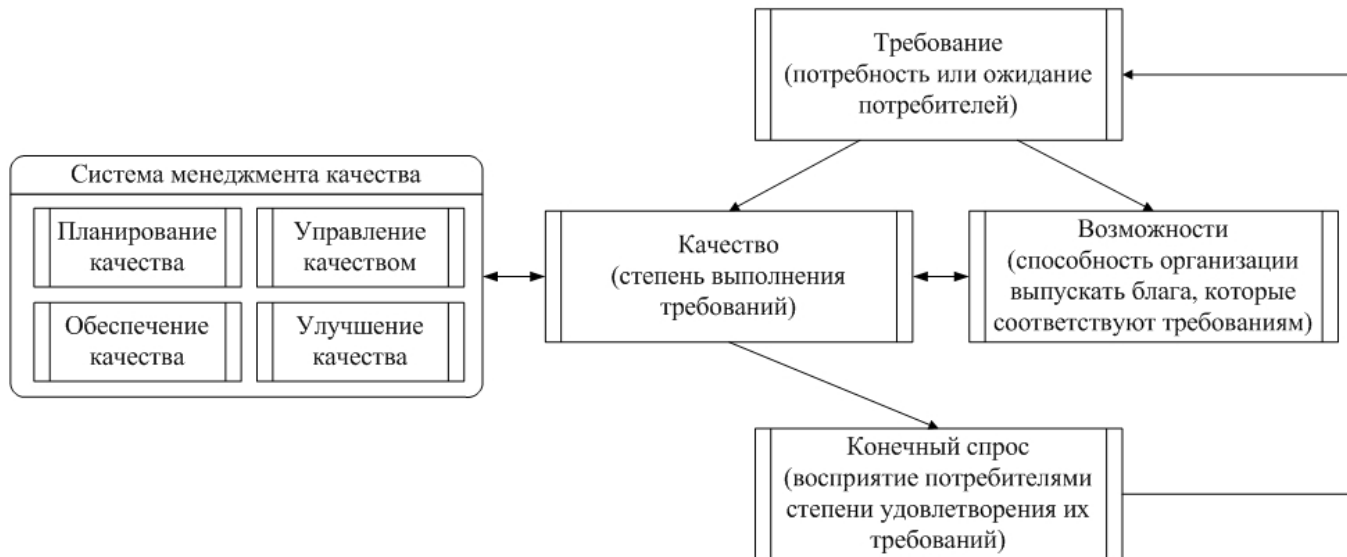 Требование
(потребность или ожидание
потребителей)
Система менеджмента качества
Планирование
качества
Управление
качеством
Обеспечение
качества
Улучшение
качества
Качество
(степень выполнения
требований)
Возможности
(способность организации
выпускать блага, которые
соответствуют требованиям)
Конечный спрос
(восприятие потребителями
степени удовлетворения их
требований)